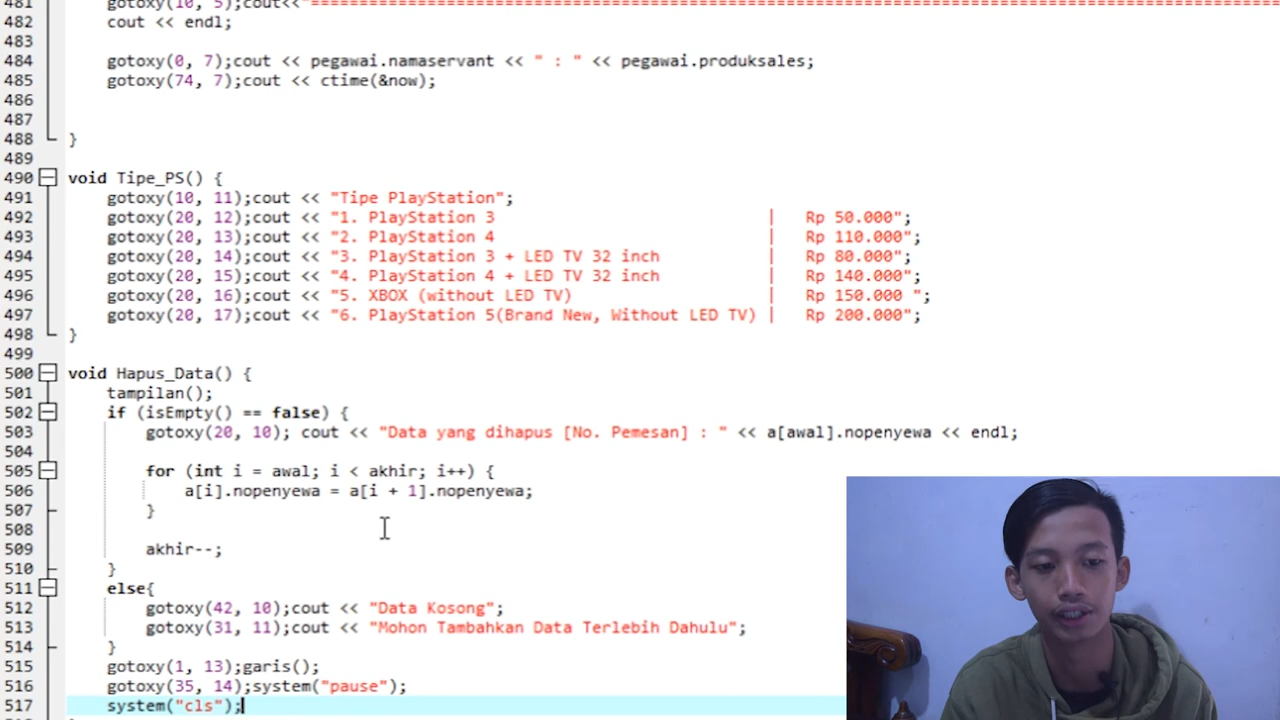 481 gotoxy(10, 5);cout<<"==================================================
482 cout << endl;
483
484 gotoxy(0, 7);cout << pegawai.namaservant << " : " << pegawai.produksales;
485 gotoxy(74, 7);cout << ctime(&now);
486
487
488 }
489
490 void Tipe_PS() {
491 gotoxy(10, 11);cout << "Tipe PlayStation";
492 gotoxy(20, 12);cout << "1. PlayStation 3 | Rp 50.000";
493 gotoxy(20, 13);cout << "2. PlayStation 4 | Rp 110.000";
494 gotoxy(20, 14);cout << "3. PlayStation 3 + LED TV 32 inch | Rp 80.000";
495 gotoxy(20, 15);cout << "4. PlayStation 4 + LED TV 32 inch | Rp 140.000";
496 gotoxy(20, 16);cout << "5. XBOX (without LED TV) | Rp 150.000 ";
497 gotoxy(20, 17);cout << "6. PlayStation 5(Brand New, Without LED TV) | Rp 200.000";
498 }
499
500 void Hapus_Data() {
501 tampilan();
502 if (isEmpty() == false) {
503 gotoxy(20, 10); cout << "Data yang dihapus [No. Pemesan] : " << a[awal].nopenyewa << endl;
504
505 for (int i = awal; i < akhir; i++) {
506 a[i].nopenyewa = a[i + 1].nopenyewa;
507 }
508
509 akhir--;
510 }
511 else{
512 gotoxy(42, 10);cout << "Data Kosong";
513 gotoxy(31, 11);cout << "Mohon Tambahkan Data Terlebih Dahulu";
514 }
515 gotoxy(1, 13);garis();
516 gotoxy(35, 14);system("pause");
517 system("cls");